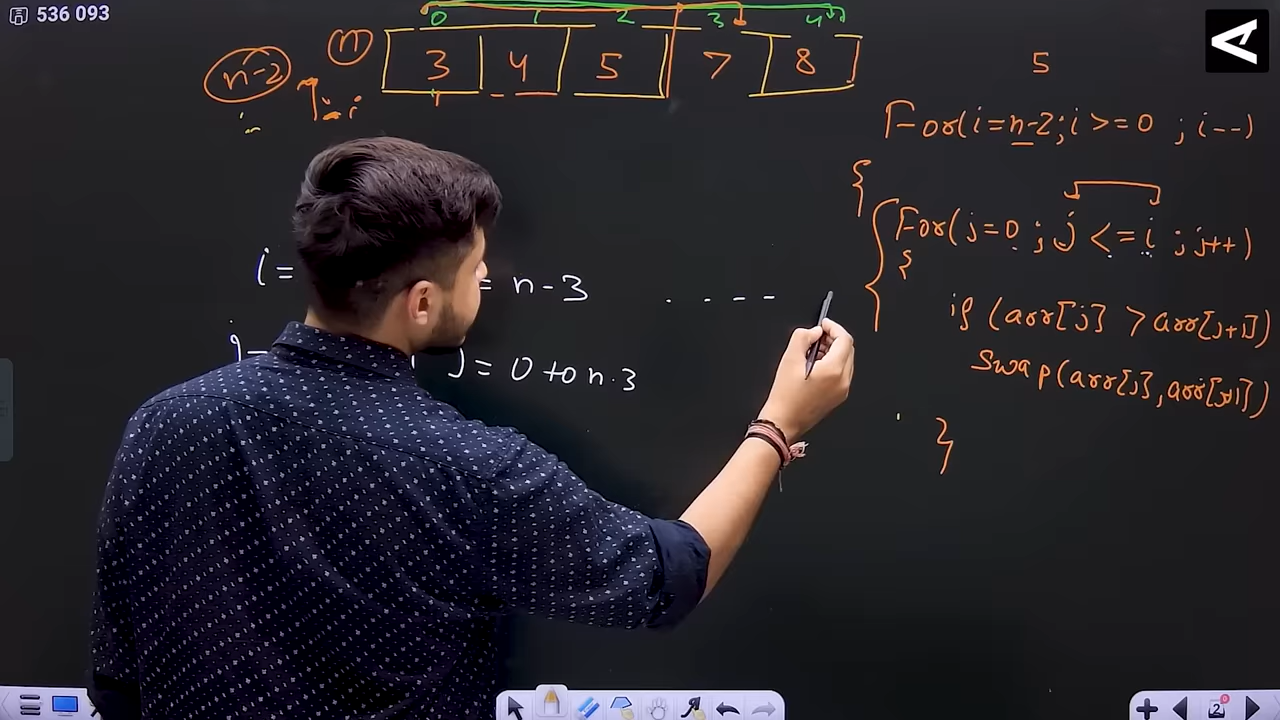 536 093
0 1 2 3 4
n-2 n 3 4 5 7 8
i
5
For(i=n-2;i>=0 ;i--)
{
For(j=0 ; j <= i ; j++)
{
if (arr[j] > arr[j+1])
Swap(arr[j], arr[j+1])
}
i = = n-3 - - - -
j = j = 0 to n-3
2